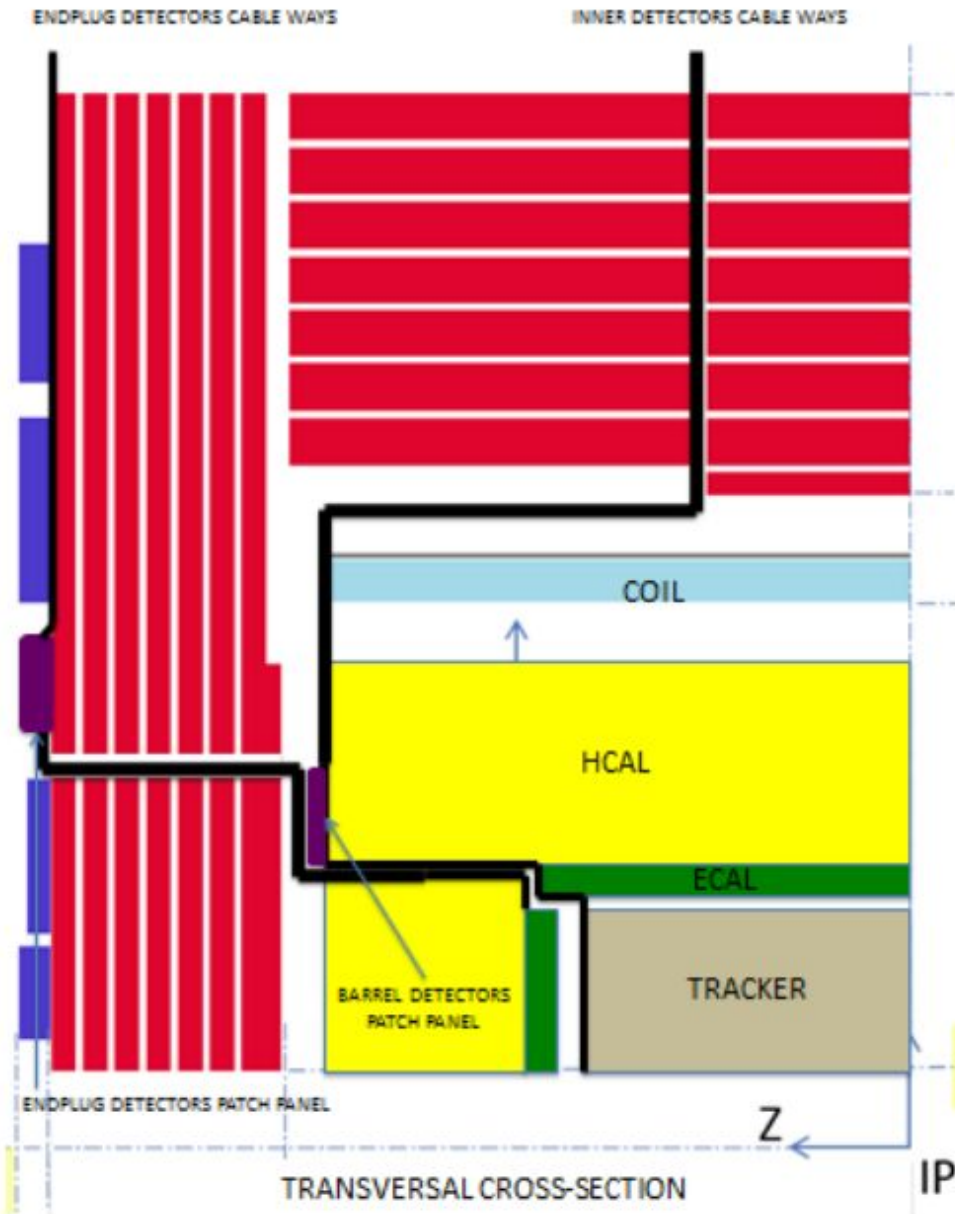 ENDPLUG DETECTORS CABLE WAYS
INNER DETECTORS CABLE WAYS
COIL
HCAL
ECAL
TRACKER
BARREL DETECTORS
PATCH PANEL
ENDPLUG DETECTORS PATCH PANEL
Z
IP
TRANSVERSAL CROSS-SECTION